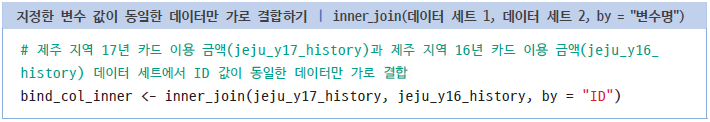 지정한 변수 값이 동일한 데이터만 가로 결합하기 | inner_join(데이터 세트 1, 데이터 세트 2, by = "변수명")
# 제주 지역 17년 카드 이용 금액(jeju_y17_history)과 제주 지역 16년 카드 이용 금액(jeju_y16_
history) 데이터 세트에서 ID 값이 동일한 데이터만 가로 결합
bind_col_inner <- inner_join(jeju_y17_history, jeju_y16_history, by = "ID")